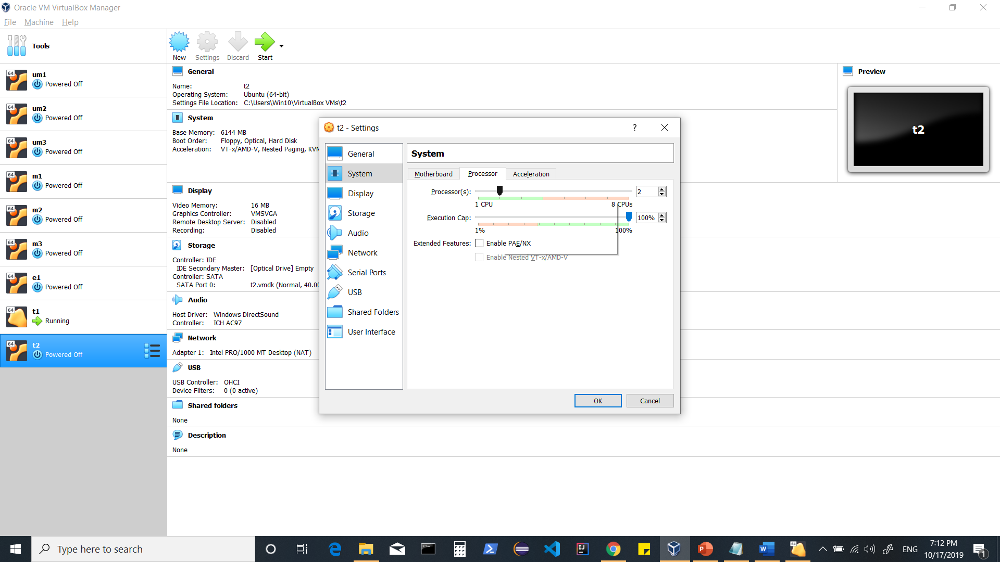 Oracle VM VirtualBox Manager
File Machine Help
Tools
New Settings Discard Start
64 um1
Powered Off
64 um2
Powered Off
64 um3
Powered Off
64 m1
Powered Off
64 m2
Powered Off
64 m3
Powered Off
64 e1
Powered Off
64 t1
Running
64 t2
Powered Off
General
Name: t2
Operating System: Ubuntu (64-bit)
Settings File Location: C:\Users\Win10\VirtualBox VMs\t2
System
Base Memory: 6144 MB
Boot Order: Floppy, Optical, Hard Disk
Acceleration: VT-x/AMD-V, Nested Paging, KVM
Display
Video Memory: 16 MB
Graphics Controller: VMSVGA
Remote Desktop Server: Disabled
Recording: Disabled
Storage
Controller: IDE
IDE Secondary Master: [Optical Drive] Empty
Controller: SATA
SATA Port 0: t2.vmdk (Normal, 40.00
Audio
Host Driver: Windows DirectSound
Controller: ICH AC97
Network
Adapter 1: Intel PRO/1000 MT Desktop (NAT)
USB
USB Controller: OHCI
Device Filters: 0 (0 active)
Shared folders
None
Description
None
Preview
t2
t2 - Settings ?
General
System
Display
Storage
Audio
Network
Serial Ports
USB
Shared Folders
User Interface
System
Motherboard Processor Acceleration
Processor(s): 2
1 CPU 8 CPUs
Execution Cap: 100%
1% 100%
Extended Features: Enable PAE/NX
Enable Nested VT-x/AMD-V
OK Cancel
Type here to search
ENG
7:12 PM
10/17/2019
1